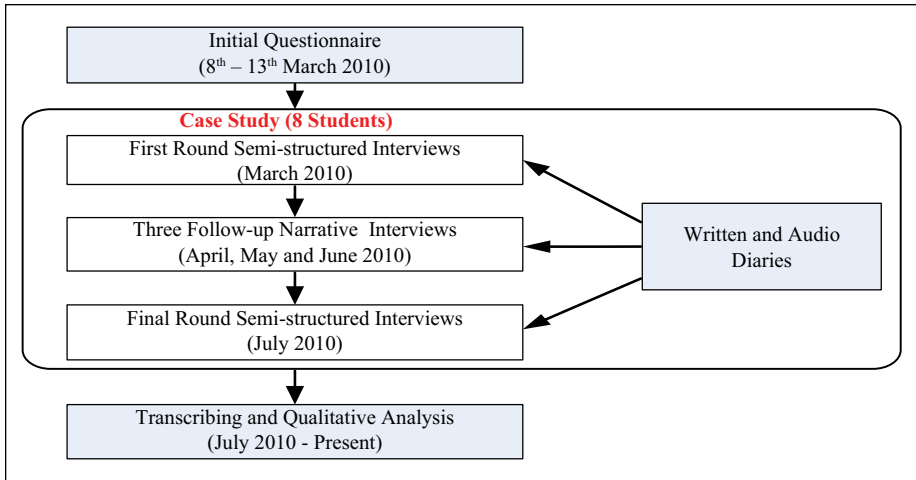 Initial Questionnaire
(8th – 13th March 2010)
Case Study (8 Students)
First Round Semi-structured Interviews
(March 2010)
Three Follow-up Narrative Interviews
(April, May and June 2010)
Written and Audio
Diaries
Final Round Semi-structured Interviews
(July 2010)
Transcribing and Qualitative Analysis
(July 2010 - Present)